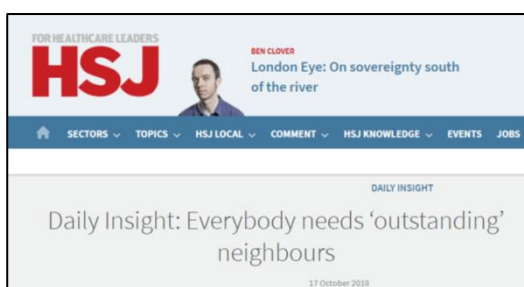 FOR HEALTHCARE LEADERS
HSJ
BEN CLOVER
London Eye: On sovereignty south
of the river
SECTORS TOPICS HSJ LOCAL COMMENT HSJ KNOWLEDGE EVENTS JOBS
DAILY INSIGHT
Daily Insight: Everybody needs ‘outstanding’
neighbours
17 October 2019